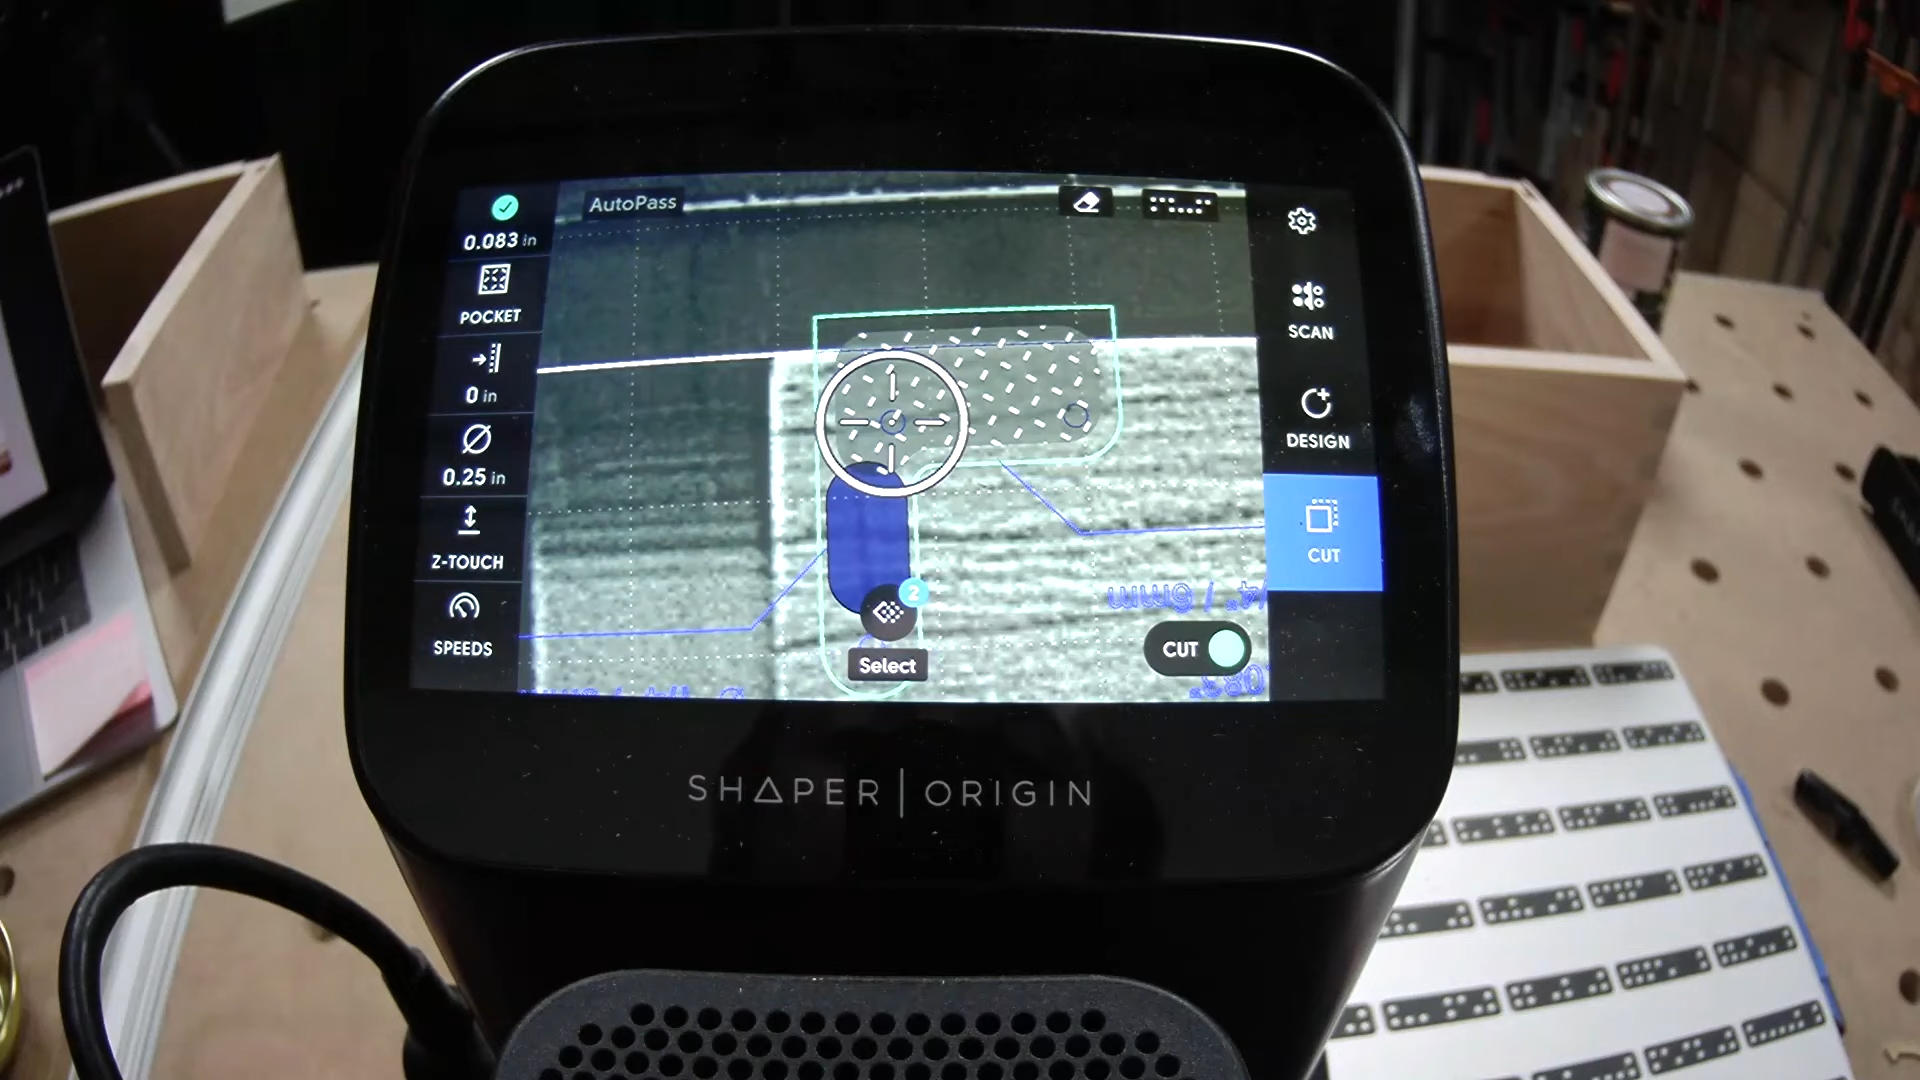 AutoPass
0.083 in
POCKET
0 in
0.25 in
Z-TOUCH
SPEEDS
SCAN
DESIGN
CUT
2
Select
CUT
SHAPER | ORIGIN